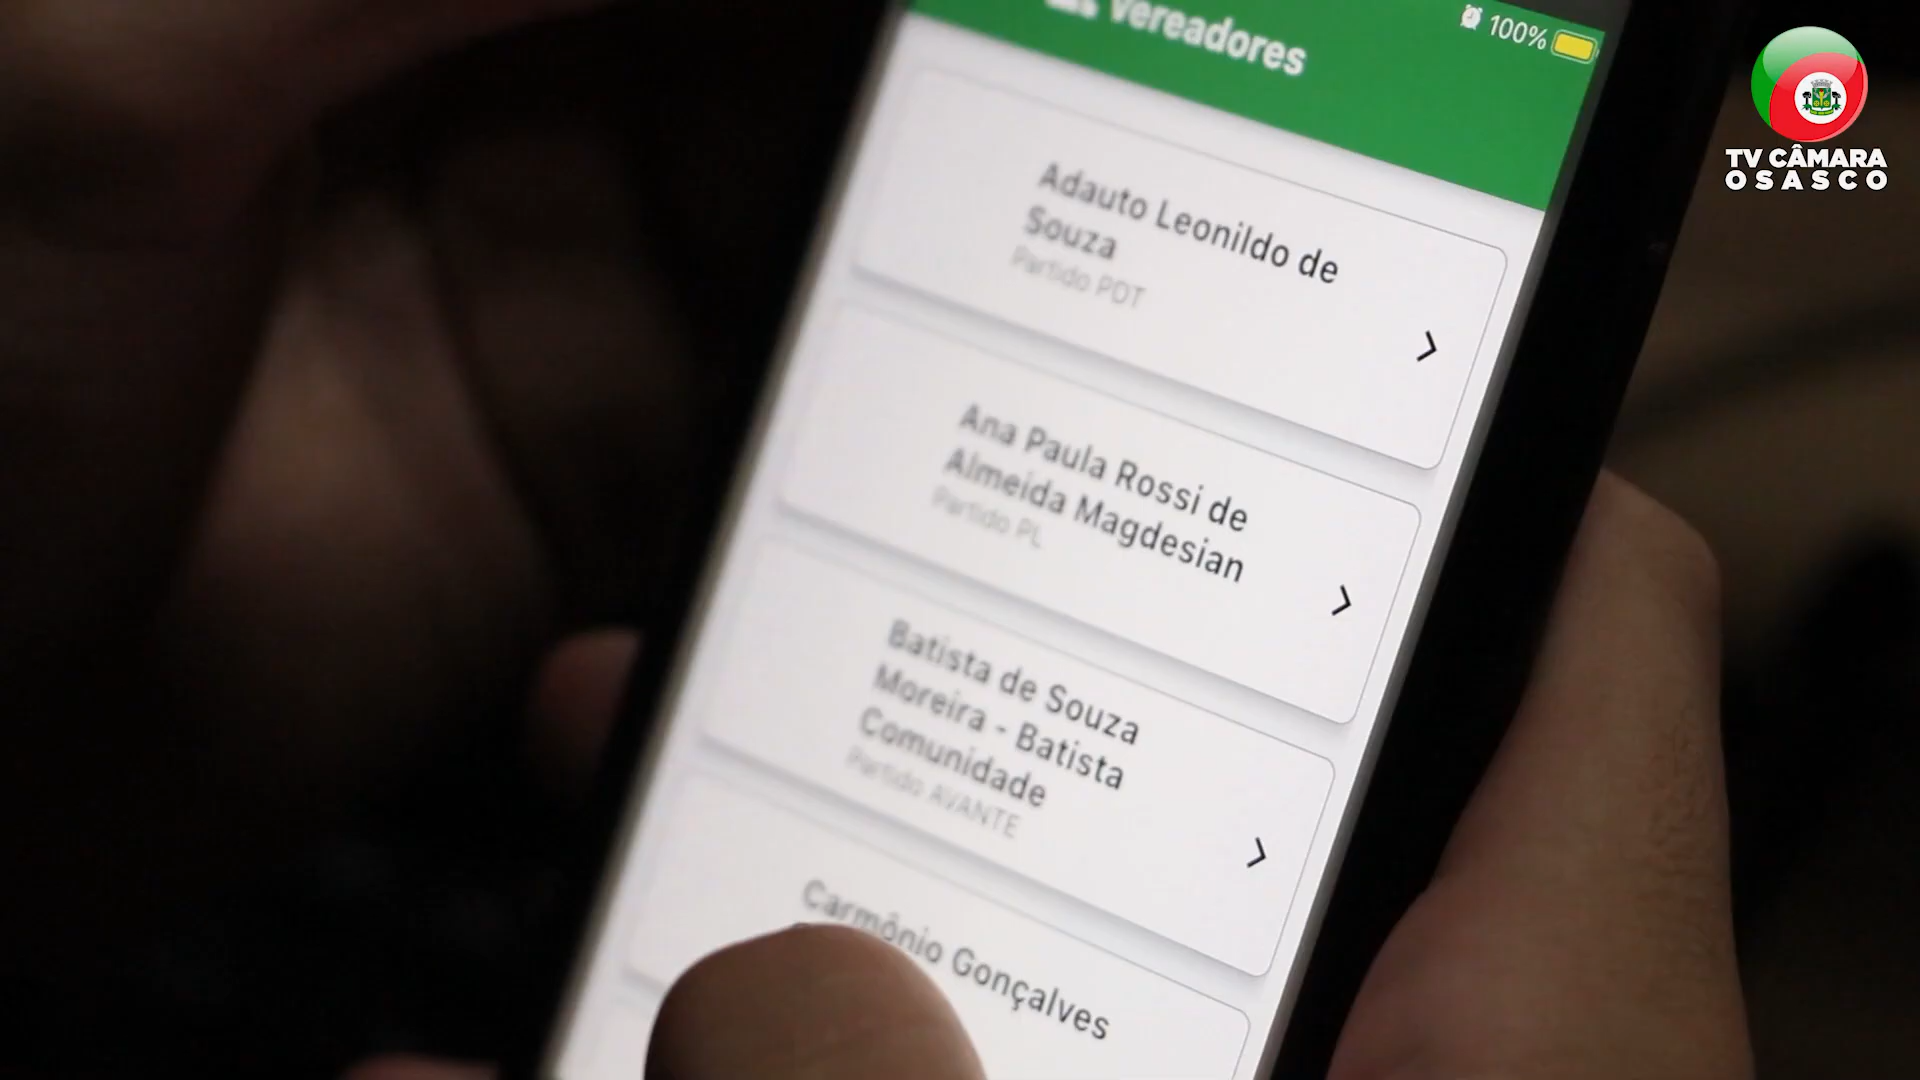 Vereadores
100%
TV CÂMARA
OSASCO
Adauto Leonildo de
Souza
Partido PDT
Ana Paula Rossi de
Almeida Magdesian
Partido PL
Batista de Souza
Moreira - Batista
Comunidade
Partido AVANTE
Carmônio Gonçalves